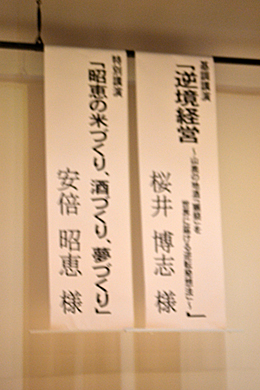 基調講演
「逆境経営
～山奥の地酒「獺祭」を
世界に届ける逆転発想法～」
桜井 博志 様
特別講演
「昭恵の米づくり、酒づくり、夢づくり」
安倍 昭恵 様